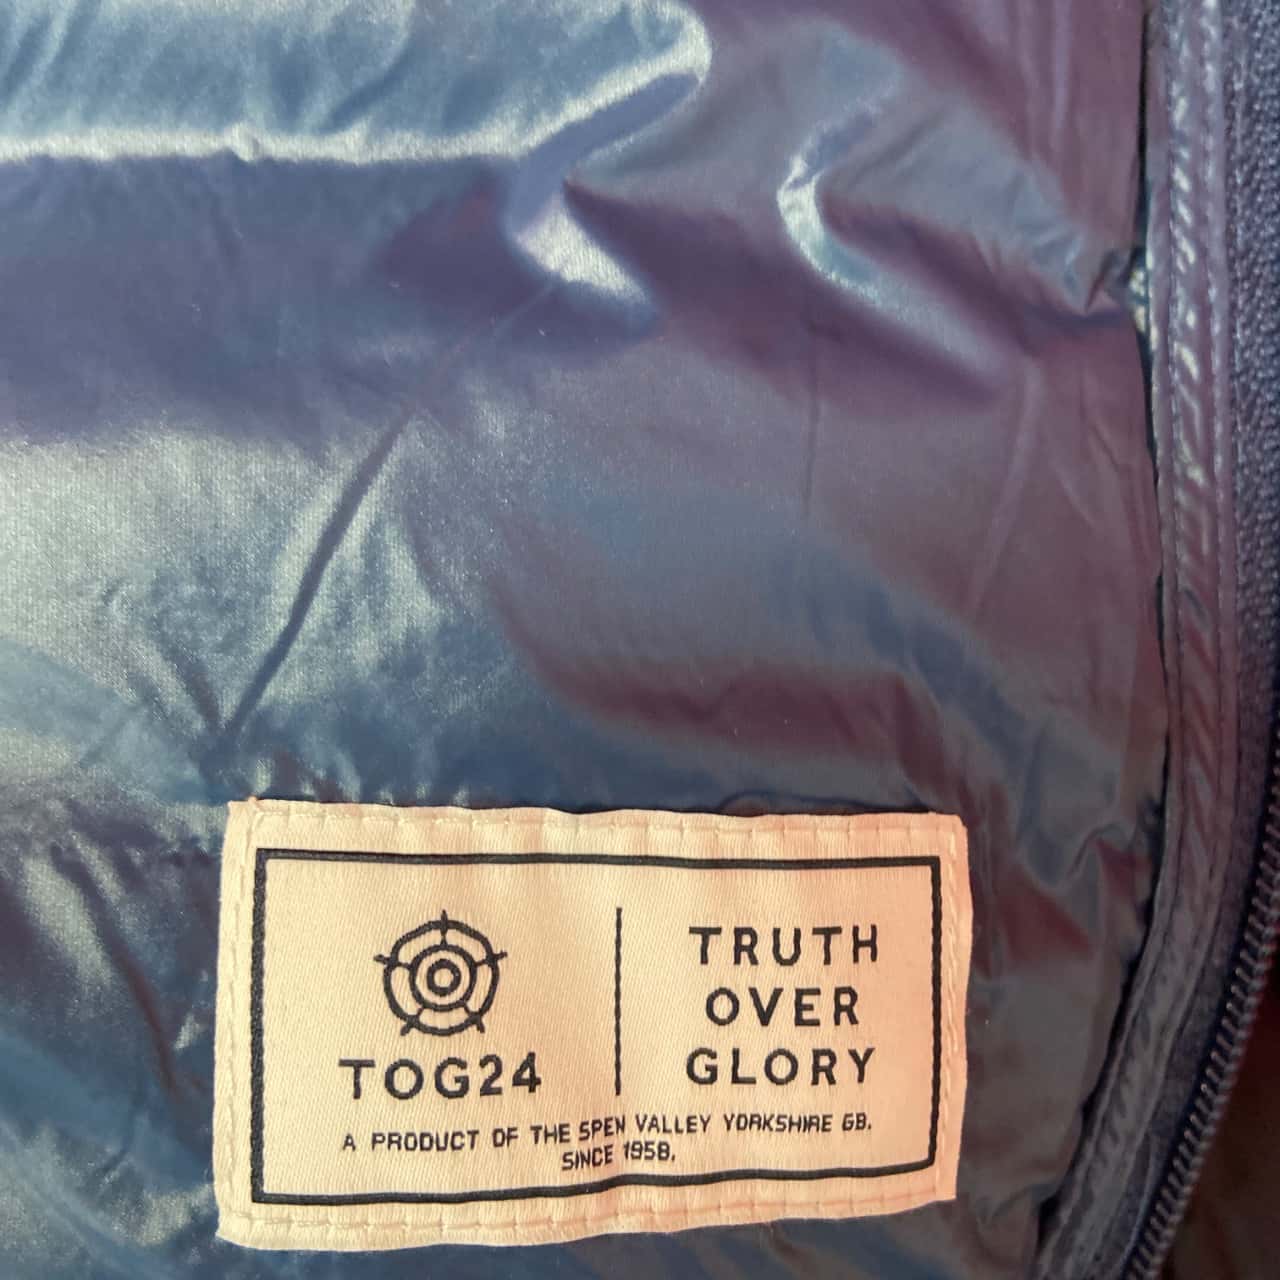 TOG24
TRUTH
OVER
GLORY
A PRODUCT OF THE SPEN VALLEY YORKSHIRE GB.
SINCE 1958.